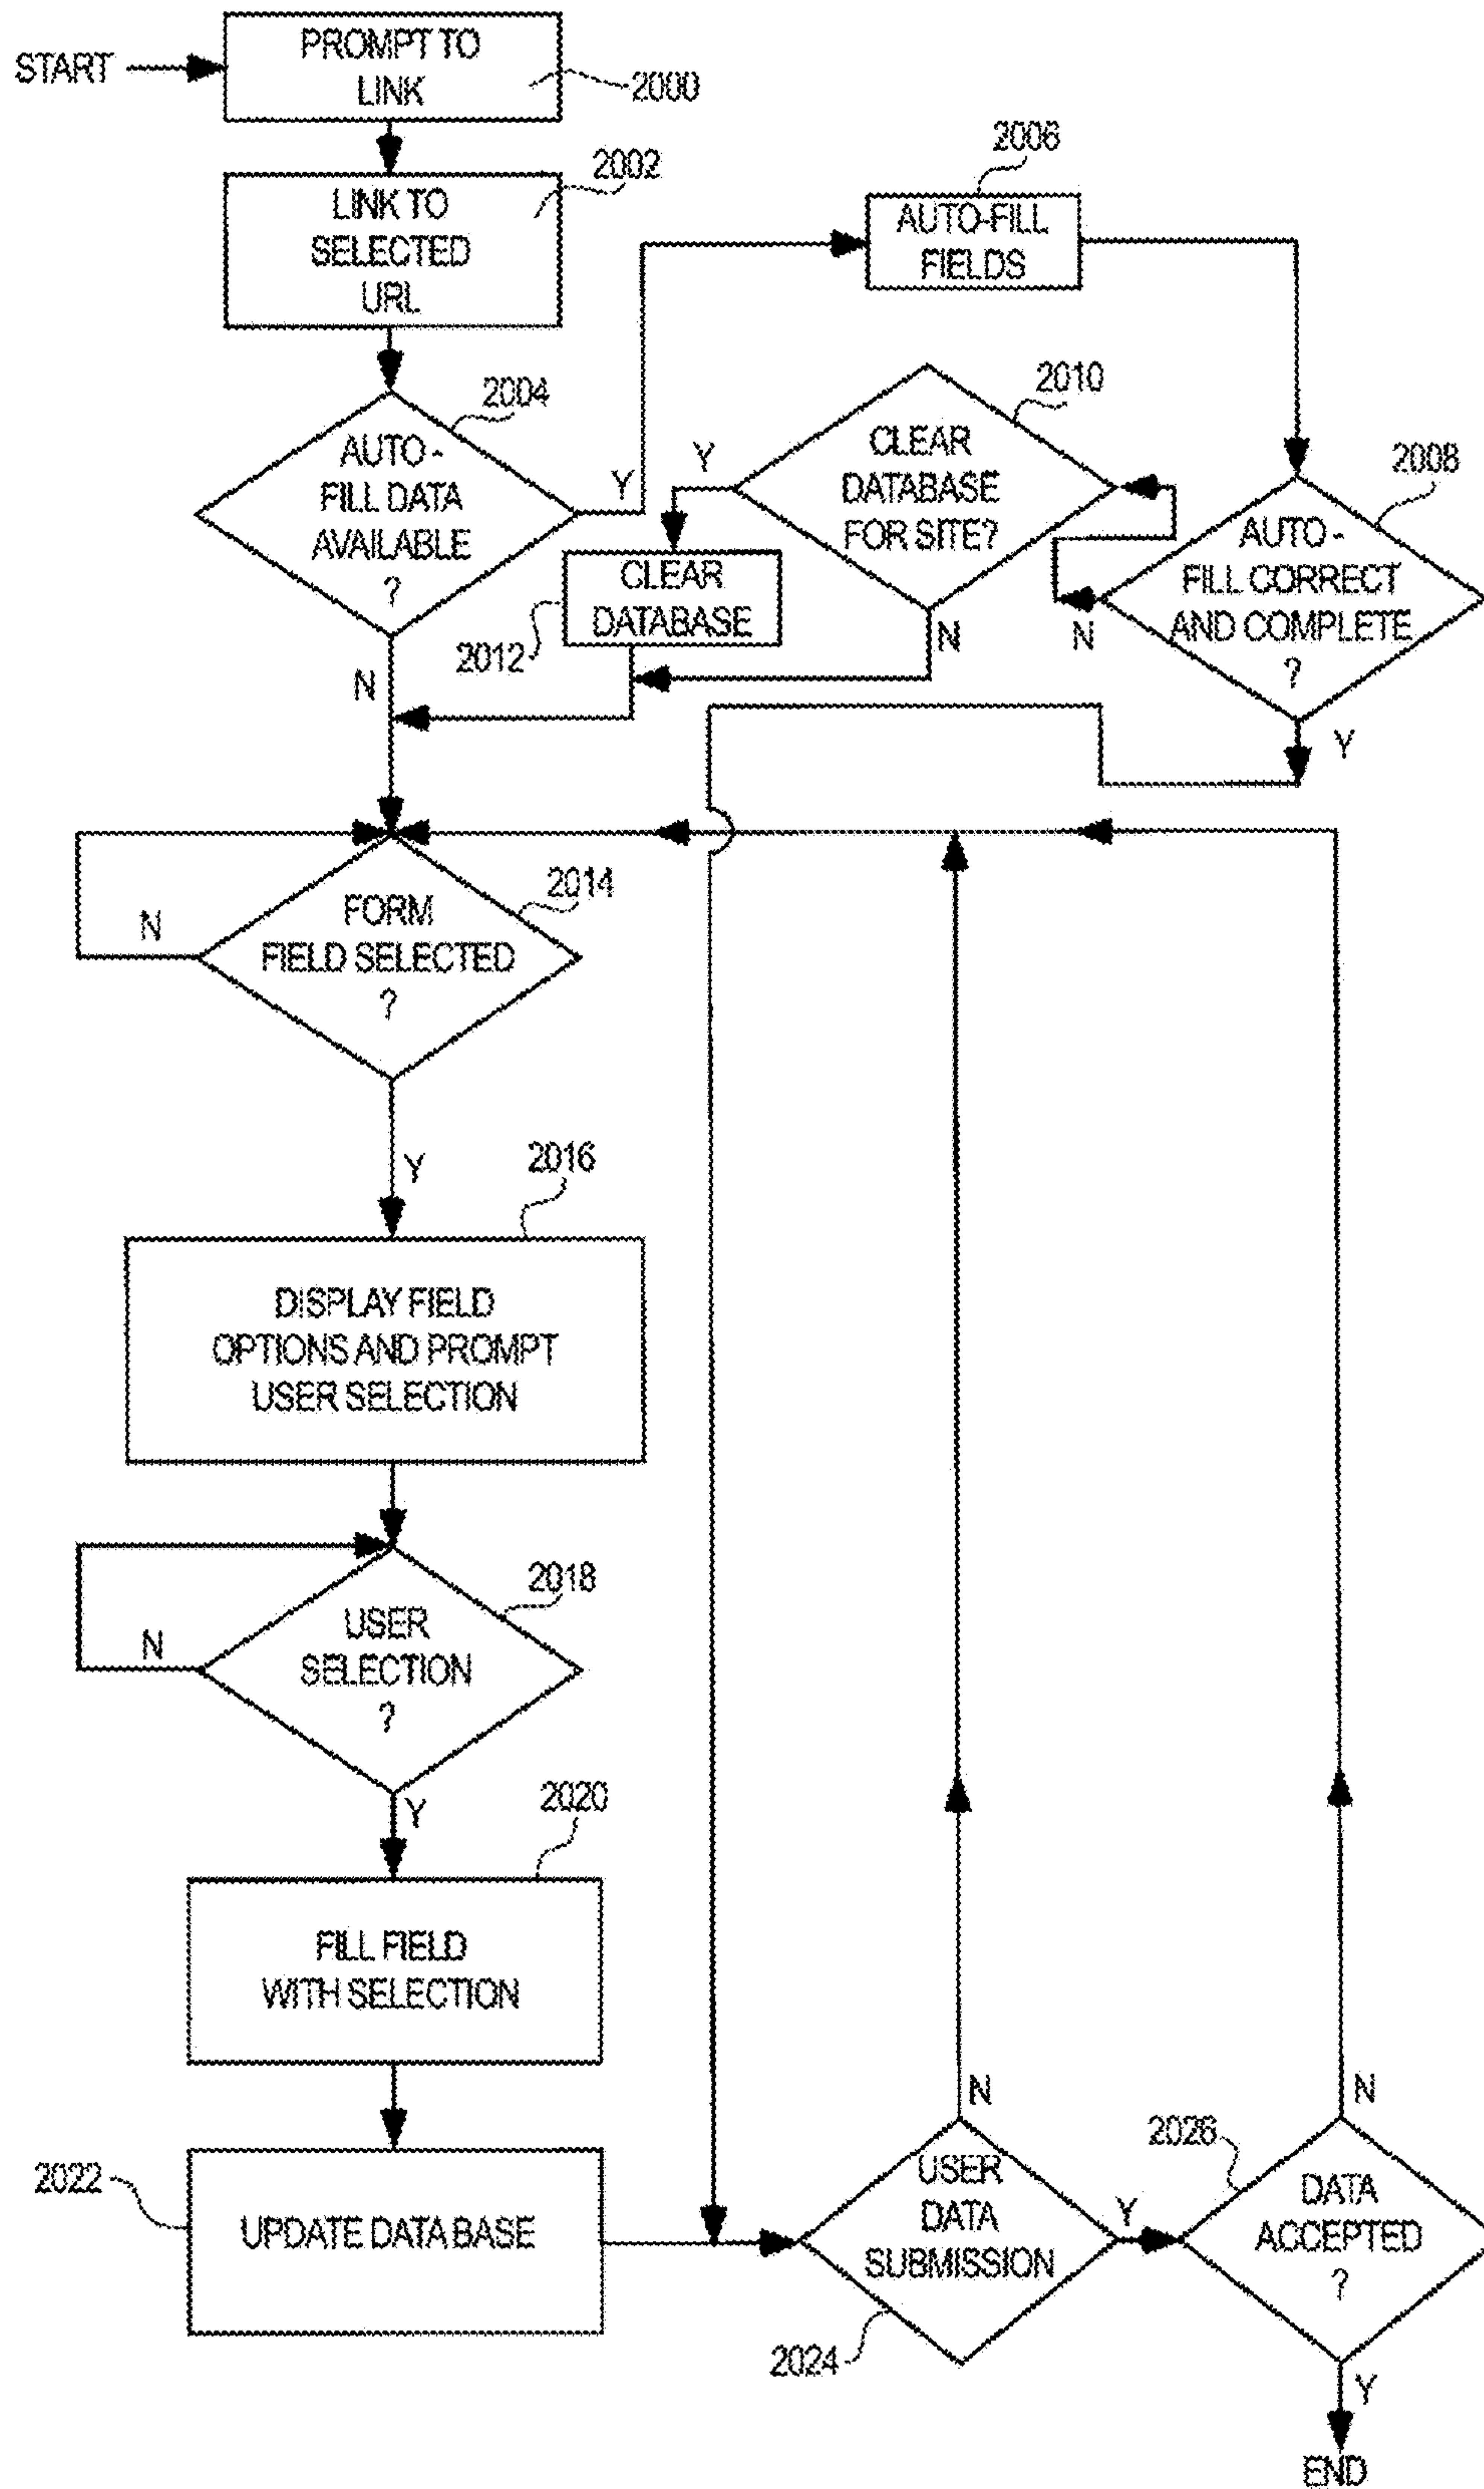 START
PROMPT TO
LINK
2000
2002
LINK TO
SELECTED
URL
2006
AUTO-FILL
FIELDS
2004
AUTO -
FILL DATA
AVAILABLE
?
Y
N
2010
CLEAR
DATABASE
FOR SITE?
Y
N
CLEAR
DATABASE
2012
2008
AUTO -
FILL CORRECT
AND COMPLETE
?
N
Y
2014
FORM
FIELD SELECTED
?
N
Y
2016
DISPLAY FIELD
OPTIONS AND PROMPT
USER SELECTION
2018
USER
SELECTION
?
N
Y
2020
FILL FIELD
WITH SELECTION
2022
UPDATE DATA BASE
N
USER
DATA
SUBMISSION
Y
2024
N
2026
DATA
ACCEPTED
?
Y
END